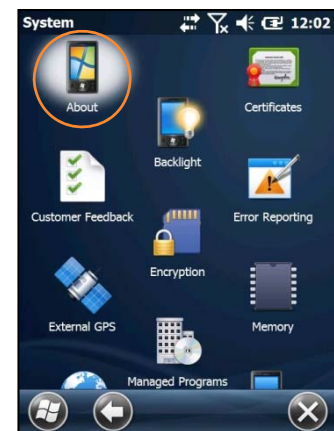 System 12:02
About
Certificates
Backlight
Customer Feedback
Error Reporting
Encryption
External GPS
Memory
Managed Programs